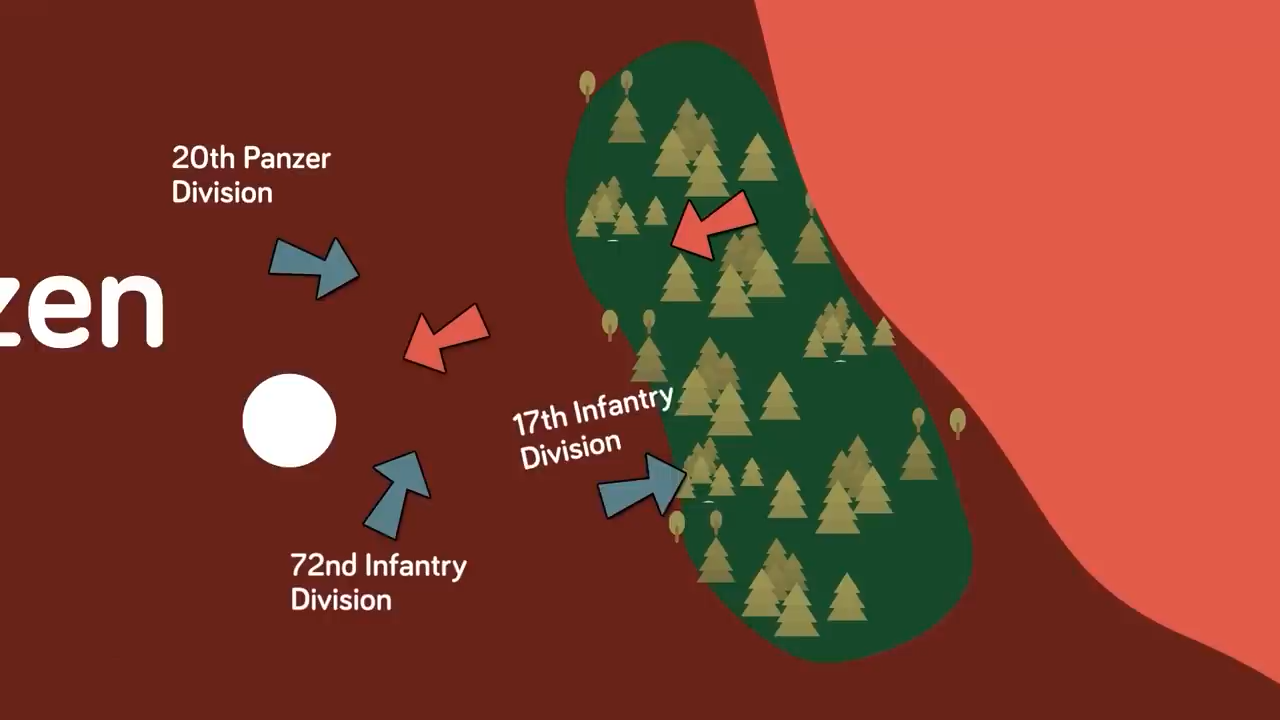 20th Panzer
Division
zen
17th Infantry
Division
72nd Infantry
Division